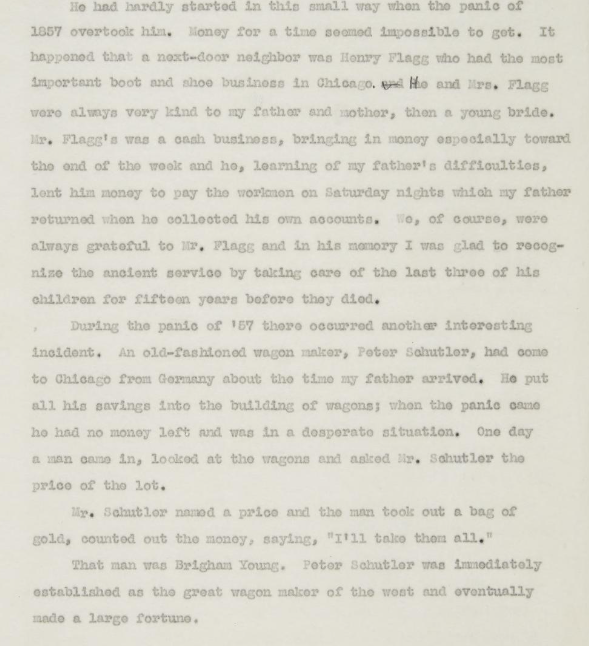 He had hardly started in this small way when the panic of
1857 overtook him. Money for a time seemed impossible to get. It
happened that a next-door neighbor was Henry Flagg who had the most
important boot and shoe business in Chicago. and He and Mrs. Flagg
were always very kind to my father and mother, then a young bride.
Mr. Flagg's was a cash business, bringing in money especially toward
the end of the week and he, learning of my father's difficulties,
lent him money to pay the workmen on Saturday nights which my father
returned when he collected his own accounts. We, of course, were
always grateful to Mr. Flagg and in his memory I was glad to recog-
nize the ancient service by taking care of the last three of his
children for fifteen years before they died.
During the panic of '57 there occurred another interesting
incident. An old-fashioned wagon maker, Peter Schutler, had come
to Chicago from Germany about the time my father arrived. He put
all his savings into the building of wagons; when the panic came
he had no money left and was in a desperate situation. One day
a man came in, looked at the wagons and asked Mr. Schutler the
price of the lot.
Mr. Schutler named a price and the man took out a bag of
gold, counted out the money, saying, "I'll take them all."
That man was Brigham Young. Peter Schutler was immediately
established as the great wagon maker of the west and eventually
made a large fortune.